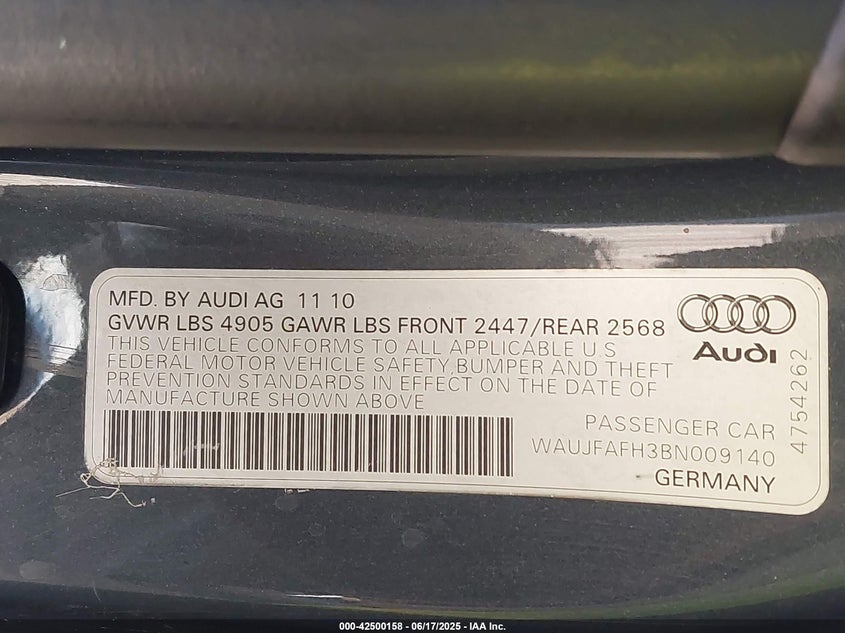 MFD. BY AUDI AG 11 10
GVWR LBS 4905 GAWR LBS FRONT 2447/REAR 2568
THIS VEHICLE CONFORMS TO ALL APPLICABLE U.S
FEDERAL MOTOR VEHICLE SAFETY, BUMPER AND THEFT
PREVENTION STANDARDS IN EFFECT ON THE DATE OF
MANUFACTURE SHOWN ABOVE
Audi
4754262
PASSENGER CAR
WAUJFAFH3BN009140
GERMANY
000-42500158 - 06/17/2025 - IAA Inc.